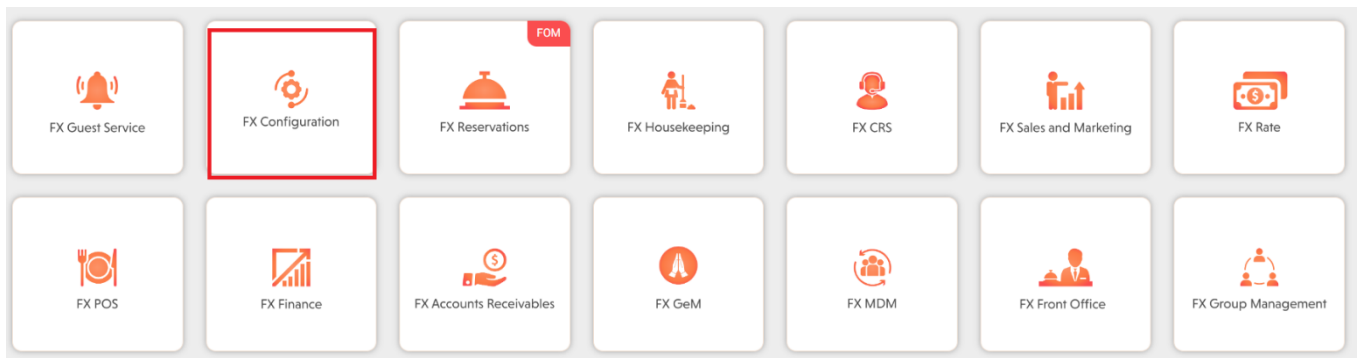 FOM
FX Guest Service
FX Configuration
FX Reservations
FX Housekeeping
FX CRS
FX Sales and Marketing
FX Rate
FX POS
FX Finance
FX Accounts Receivables
FX GeM
FX MDM
FX Front Office
FX Group Management